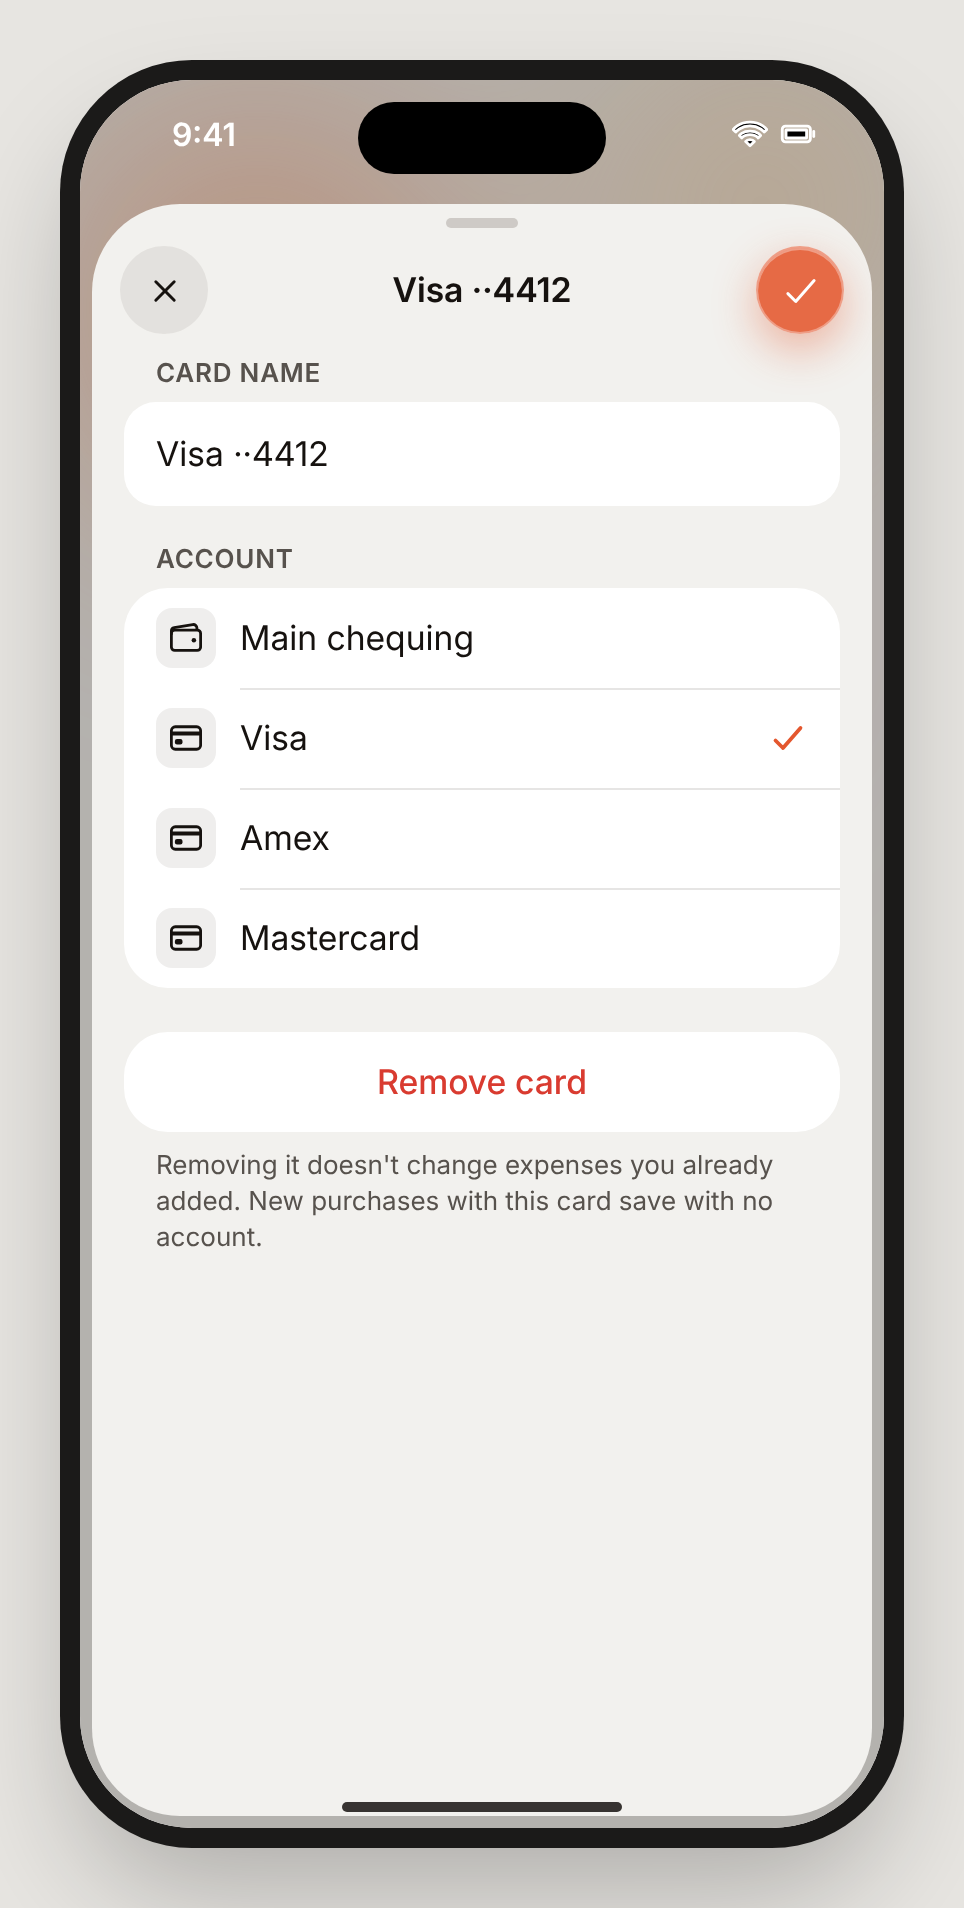 9:41
Visa ··4412
CARD NAME
Visa ··4412
ACCOUNT
Main chequing
Visa
Amex
Mastercard
Remove card
Removing it doesn't change expenses you already
added. New purchases with this card save with no
account.